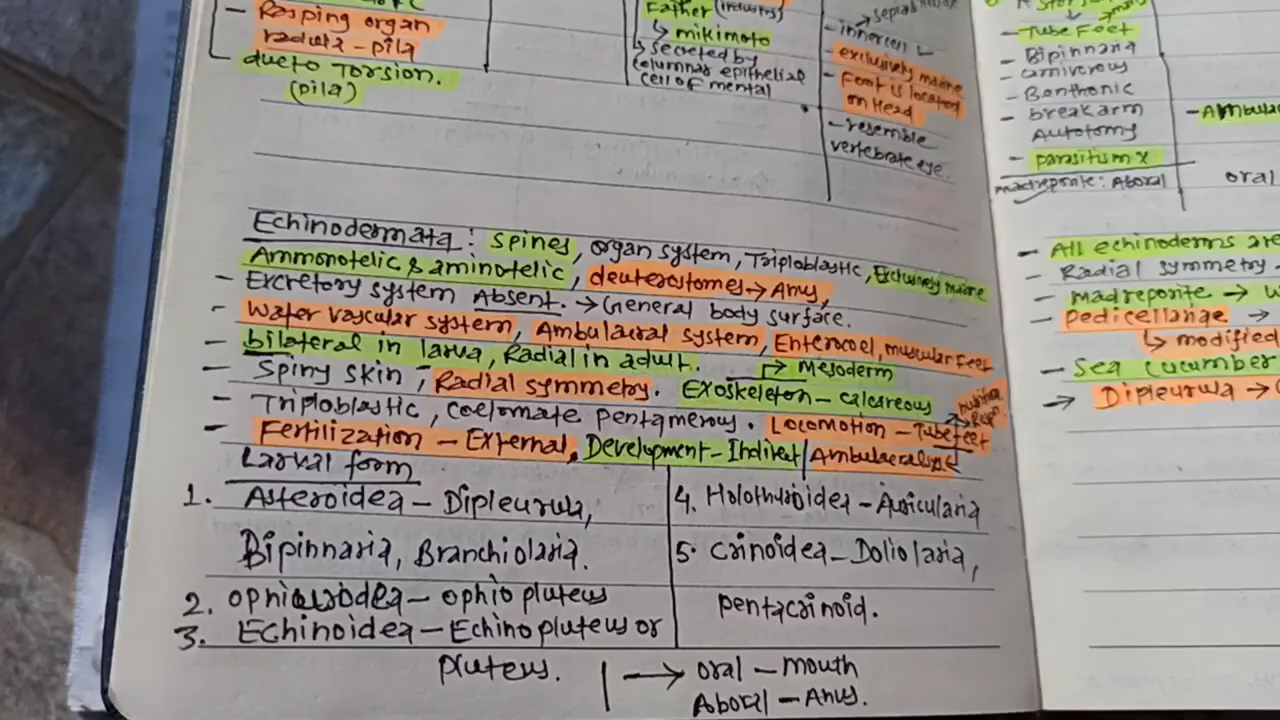 - Rasping organ
radula - pila
due to Torsion.
(pila)
Father (industry)
↳ mikimoto
↳ secreted by
columnar epithelial
cell of mental
- exclusively marine
- Foot is located
on Head
- resemble
vertebrate eye.
Echinodermata : Spines, organ system, Triploblastic, Exclusively marine
Ammonotelic & aminotelic, deuterostomes → Anus,
- Excretory system Absent. → General body surface.
- Water vascular system, Ambulacral system, Enterocoel, muscular Feet
- bilateral in larva, Radial in adult. → Mesoderm
- Spiny skin, Radial symmetry. Exoskeleton - calcareous
- Triploblastic, coelomate pentamerous. Locomotion - Tube feet
- Fertilization - External, Development - Indirect / Ambulacral
Larval form
1. Asteroidea - Dipleurula,
Bipinnaria, Branchiolaria.
2. Ophiuroidea - ophiopluteus
3. Echinoidea - Echinopluteus or
pluteus.
4. Holothuroidea - Auricularia
5. Crinoidea - Doliolaria,
pentacrinoid.
→ oral - mouth
Aboral - Anus.
- Tube Feet
- Bipinnaria
- carnivorous
- Benthonic
- break arm
Autotomy
- parasitism x
madreporite : Aboral
- Ambula
oral
- All echinoderms are
- Radial symmetry -
- Madreporite →
- Pedicellariae →
↳ modified
- Sea Cucumber
→ Dipleurula →